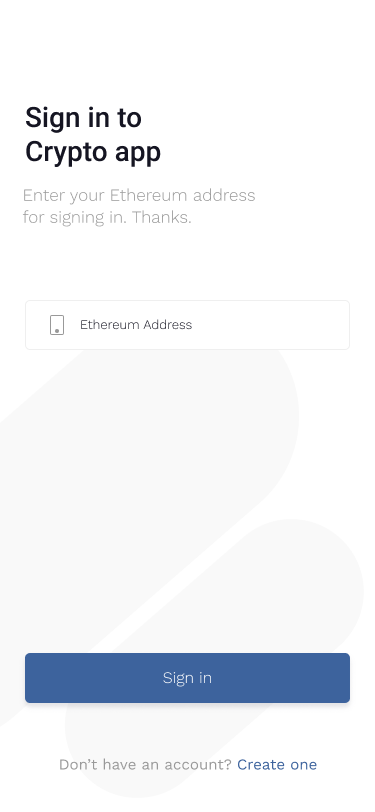 Sign in to
Crypto app
Enter your Ethereum address
for signing in. Thanks.
Ethereum Address
Sign in
Don’t have an account? Create one